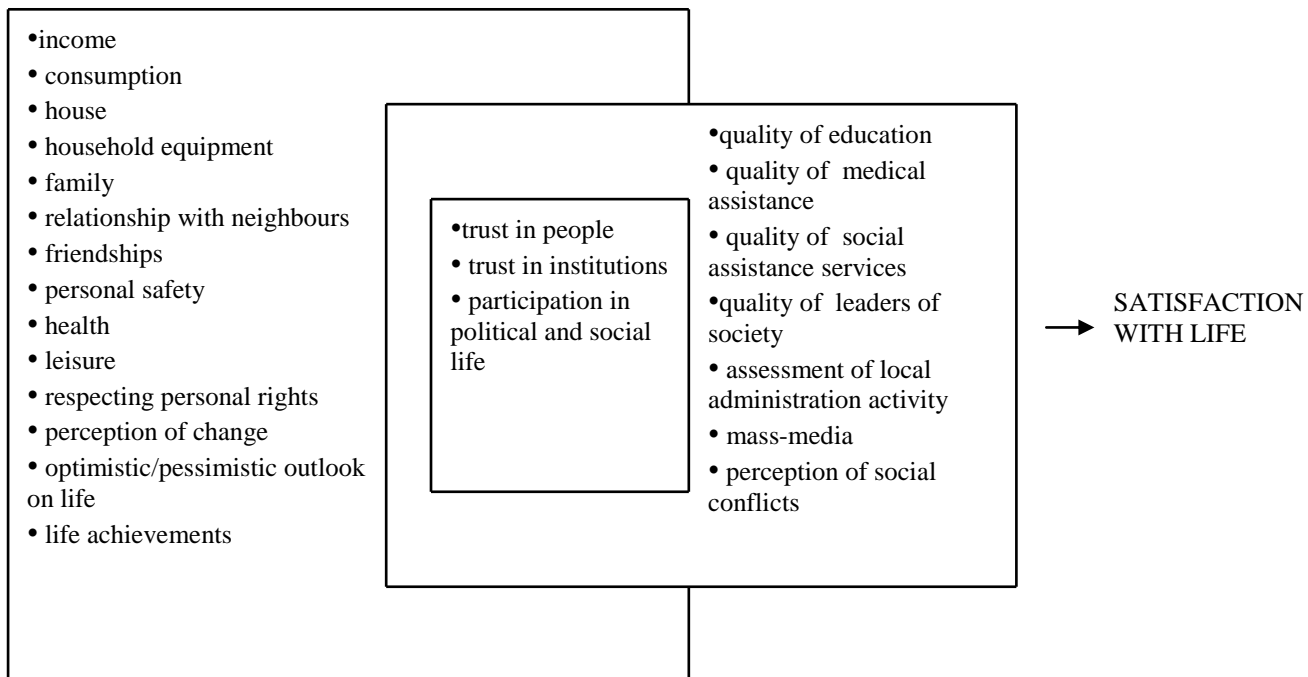 •income
• consumption
• house
• household equipment
• family
• relationship with neighbours
• friendships
• personal safety
• health
• leisure
• respecting personal rights
• perception of change
• optimistic/pessimistic outlook
on life
• life achievements
•trust in people
• trust in institutions
• participation in
political and social
life
•quality of education
• quality of medical
assistance
• quality of social
assistance services
•quality of leaders of
society
• assessment of local
administration activity
• mass-media
• perception of social
conflicts
SATISFACTION
WITH LIFE